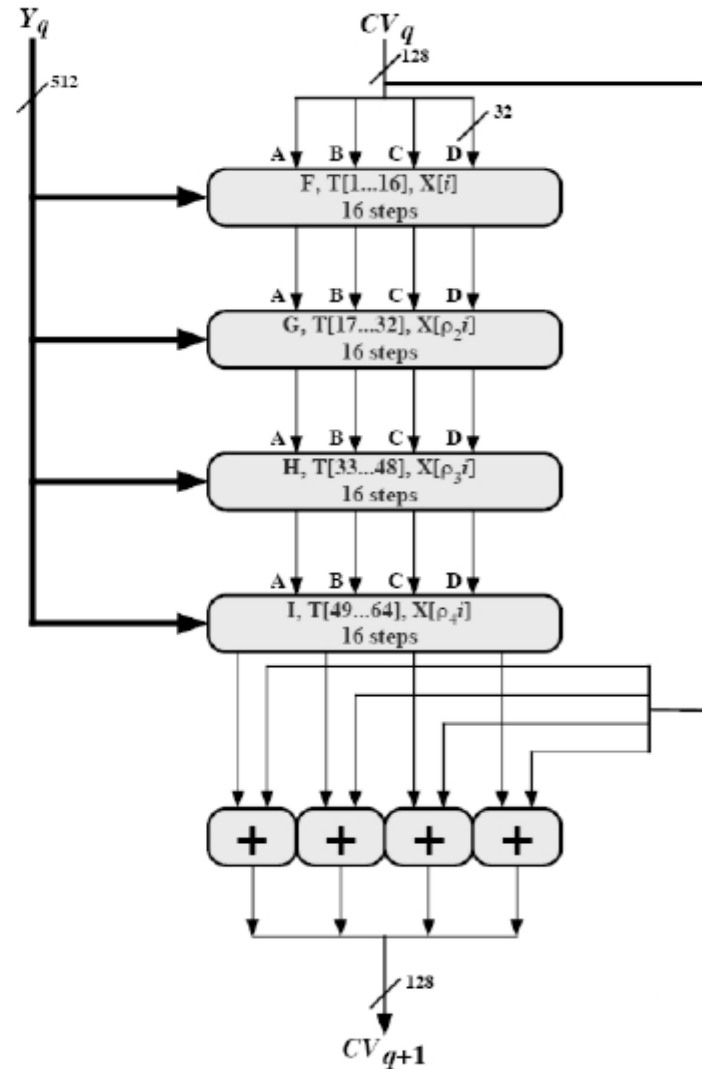 Y_q
CV_q
512
128
32
A B C D
F, T[1...16], X[i]
16 steps
A B C D
G, T[17...32], X[ρ₂i]
16 steps
A B C D
H, T[33...48], X[ρ₃i]
16 steps
A B C D
I, T[49...64], X[ρ₄i]
16 steps
+ + + +
128
CV_q+1